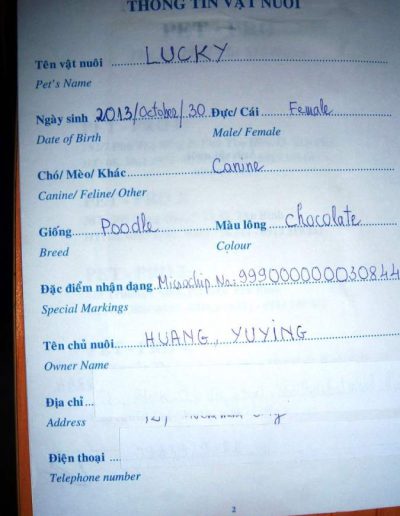 THÔNG TIN VẬT NUÔI
Tên vật nuôi LUCKY
Pet's Name
Ngày sinh 2013/October/30 Đực/ Cái Female
Date of Birth Male/ Female
Chó/ Mèo/ Khác Canine
Canine/ Feline/ Other
Giống Poodle Màu lông chocolate
Breed Colour
Đặc điểm nhận dạng Microchip No: 999000000030844
Special Markings
Tên chủ nuôi HUANG, YUYING
Owner Name
Địa chỉ
Address
Điện thoại
Telephone number
2